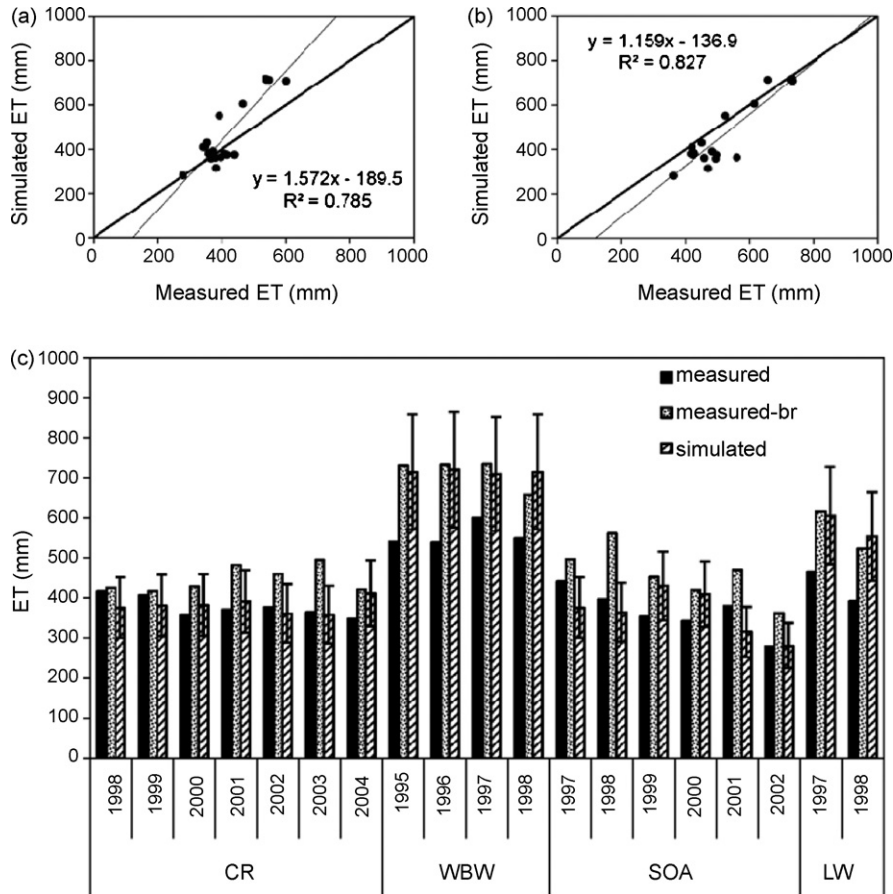 (a)
1000
800
600
400
200
0
Simulated ET (mm)
y = 1.572x - 189.5
R² = 0.785
0 200 400 600 800 1000
Measured ET (mm)
(b)
1000
800
600
400
200
0
Simulated ET (mm)
y = 1.159x - 136.9
R² = 0.827
0 200 400 600 800 1000
Measured ET (mm)
(c)
1000
900
800
700
600
500
400
300
200
100
0
ET (mm)
measured
measured-br
simulated
1998 1999 2000 2001 2002 2003 2004 1995 1996 1997 1998 1997 1998 1999 2000 2001 2002 1997 1998
CR WBW SOA LW